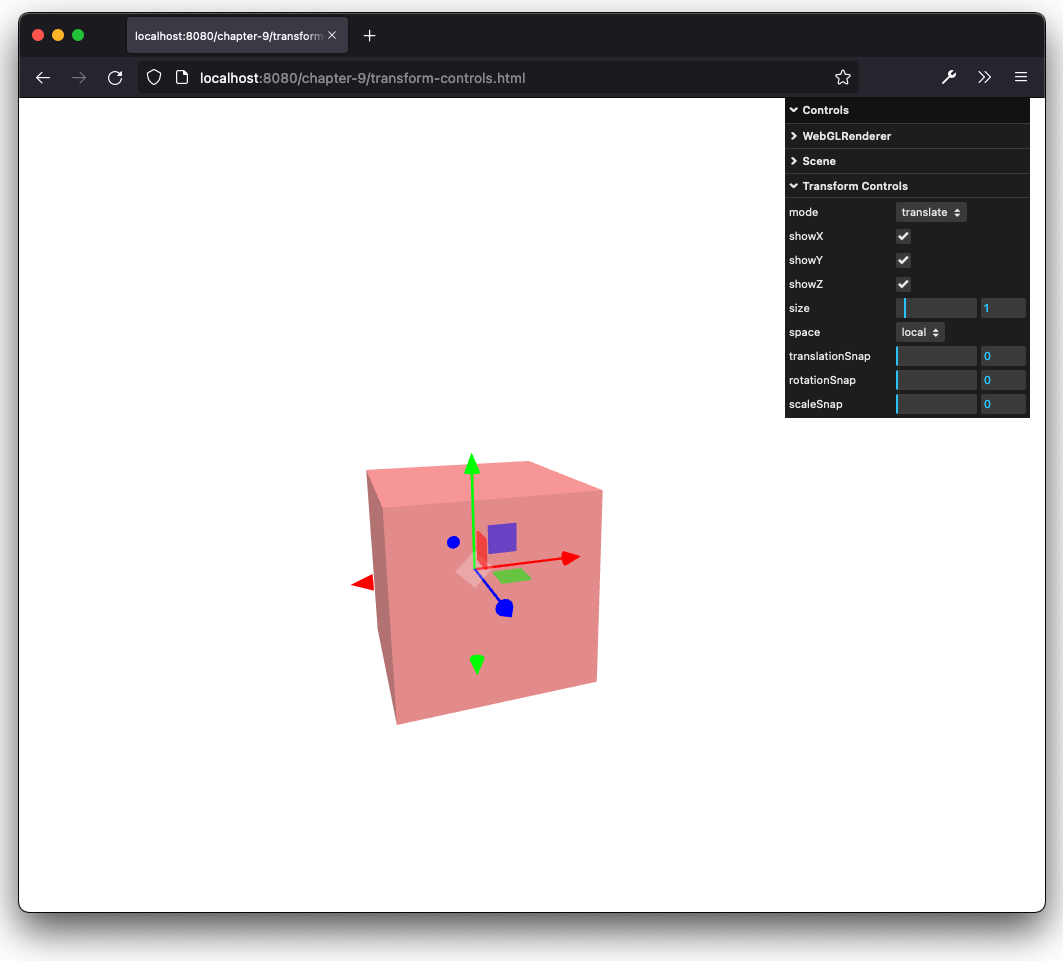 localhost:8080/chapter-9/transform
localhost:8080/chapter-9/transform-controls.html
Controls
WebGLRenderer
Scene
Transform Controls
mode translate
showX
showY
showZ
size 1
space local
translationSnap 0
rotationSnap 0
scaleSnap 0